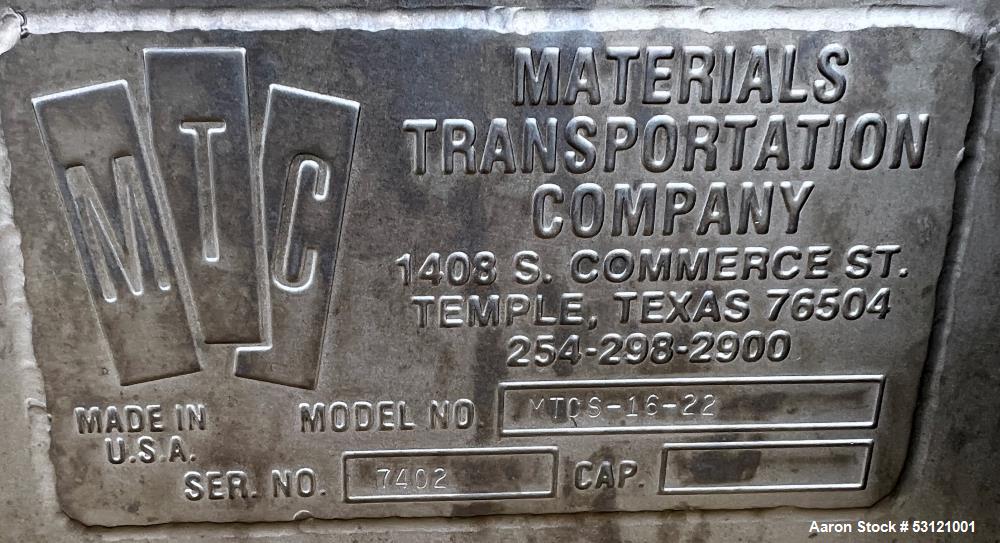 MTC
MATERIALS
TRANSPORTATION
COMPANY
1408 S. COMMERCE ST.
TEMPLE, TEXAS 76504
254-298-2900
MADE IN
U.S.A.
MODEL NO. MTCS-16-22
SER. NO. 7402 CAP.
Aaron Stock # 53121001